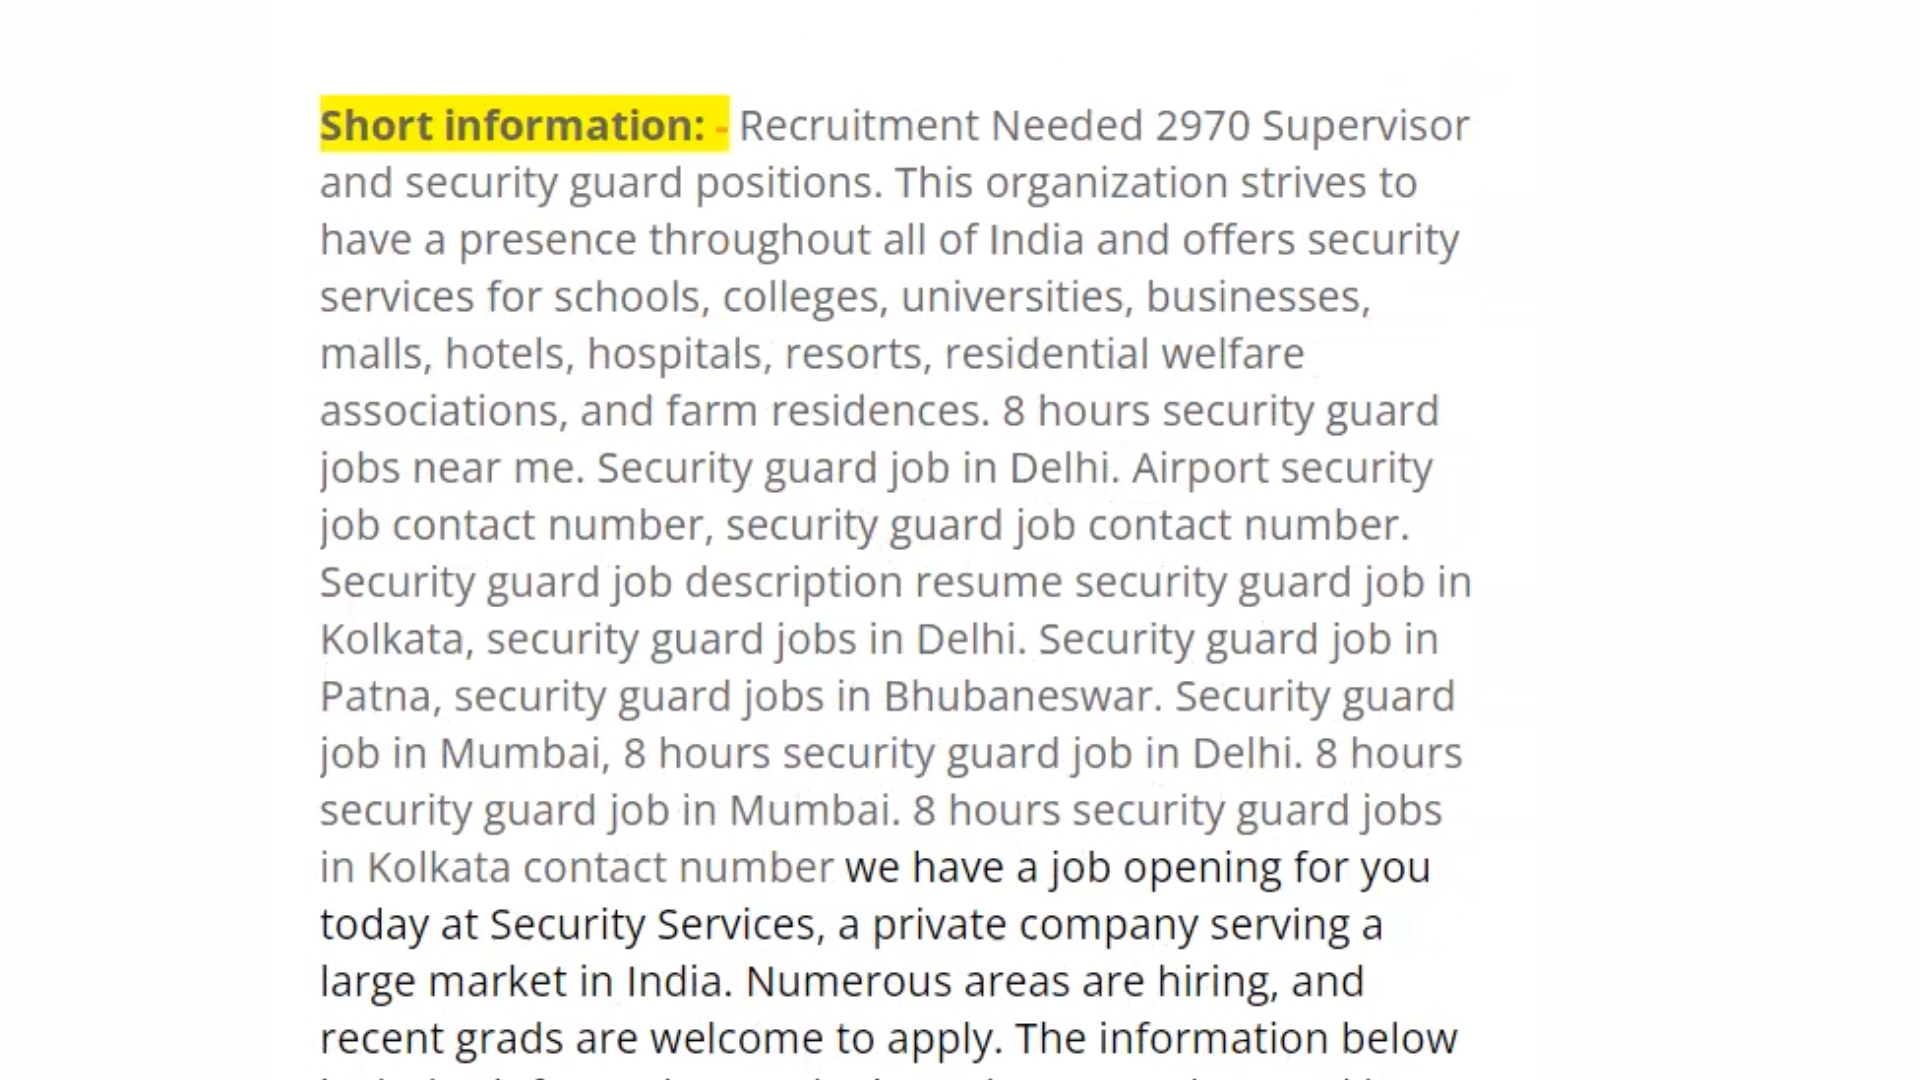 Short information: - Recruitment Needed 2970 Supervisor
and security guard positions. This organization strives to
have a presence throughout all of India and offers security
services for schools, colleges, universities, businesses,
malls, hotels, hospitals, resorts, residential welfare
associations, and farm residences. 8 hours security guard
jobs near me. Security guard job in Delhi. Airport security
job contact number, security guard job contact number.
Security guard job description resume security guard job in
Kolkata, security guard jobs in Delhi. Security guard job in
Patna, security guard jobs in Bhubaneswar. Security guard
job in Mumbai, 8 hours security guard job in Delhi. 8 hours
security guard job in Mumbai. 8 hours security guard jobs
in Kolkata contact number we have a job opening for you
today at Security Services, a private company serving a
large market in India. Numerous areas are hiring, and
recent grads are welcome to apply. The information below